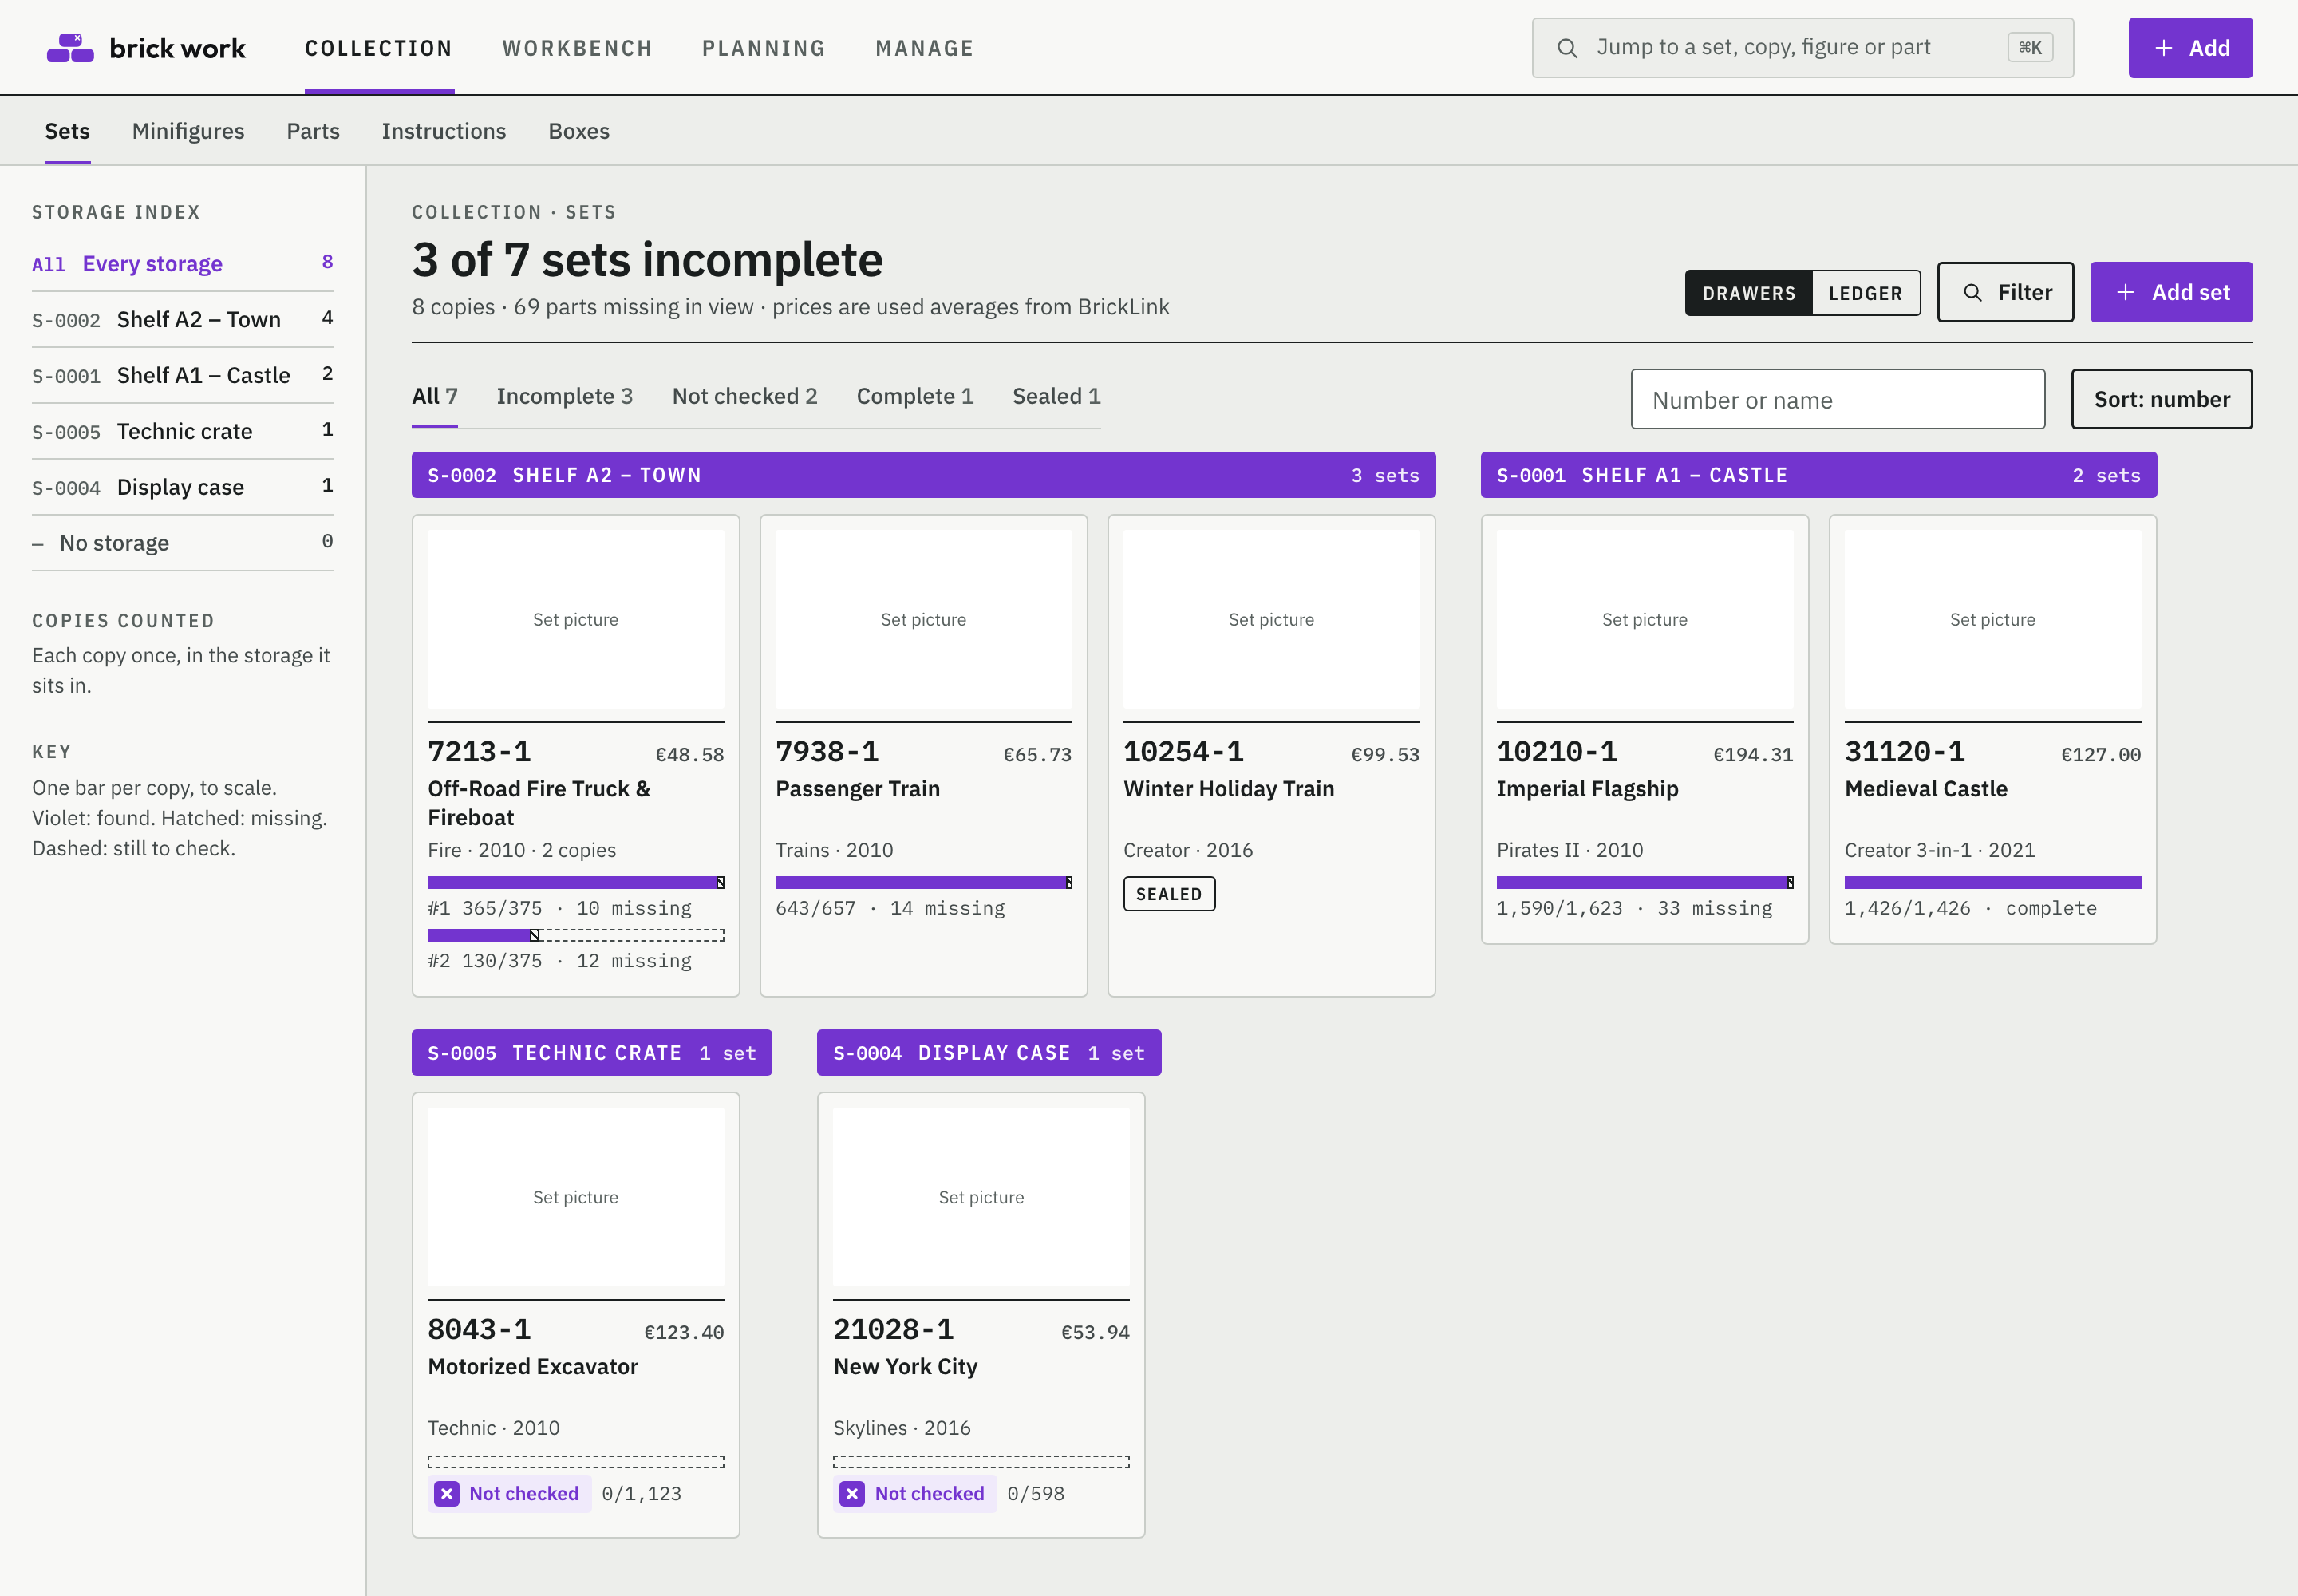 brick work
COLLECTION WORKBENCH PLANNING MANAGE
Jump to a set, copy, figure or part ⌘K
+ Add
Sets Minifigures Parts Instructions Boxes
STORAGE INDEX
All Every storage 8
S-0002 Shelf A2 – Town 4
S-0001 Shelf A1 – Castle 2
S-0005 Technic crate 1
S-0004 Display case 1
– No storage 0
COPIES COUNTED
Each copy once, in the storage it
sits in.
KEY
One bar per copy, to scale.
Violet: found. Hatched: missing.
Dashed: still to check.
COLLECTION · SETS
3 of 7 sets incomplete
8 copies · 69 parts missing in view · prices are used averages from BrickLink
DRAWERS LEDGER
Filter
+ Add set
All 7 Incomplete 3 Not checked 2 Complete 1 Sealed 1
Number or name
Sort: number
S-0002 SHELF A2 – TOWN 3 sets
Set picture
7213-1 €48.58
Off-Road Fire Truck &
Fireboat
Fire · 2010 · 2 copies
#1 365/375 · 10 missing
#2 130/375 · 12 missing
Set picture
7938-1 €65.73
Passenger Train
Trains · 2010
643/657 · 14 missing
Set picture
10254-1 €99.53
Winter Holiday Train
Creator · 2016
SEALED
S-0001 SHELF A1 – CASTLE 2 sets
Set picture
10210-1 €194.31
Imperial Flagship
Pirates II · 2010
1,590/1,623 · 33 missing
Set picture
31120-1 €127.00
Medieval Castle
Creator 3-in-1 · 2021
1,426/1,426 · complete
S-0005 TECHNIC CRATE 1 set
Set picture
8043-1 €123.40
Motorized Excavator
Technic · 2010
Not checked 0/1,123
S-0004 DISPLAY CASE 1 set
Set picture
21028-1 €53.94
New York City
Skylines · 2016
Not checked 0/598